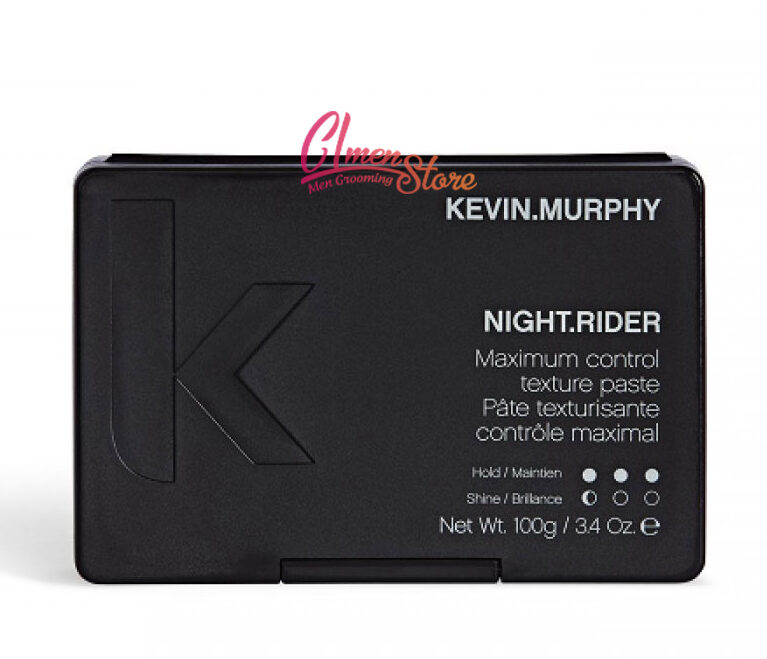 CImen
Men Grooming Store
KEVIN.MURPHY
NIGHT.RIDER
Maximum control
texture paste
Pâte texturisante
contrôle maximal
Hold / Maintien
Shine / Brillance
Net Wt. 100g / 3.4 Oz. ℮